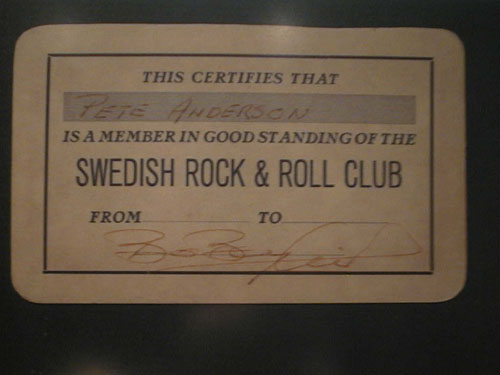 THIS CERTIFIES THAT
PETE ANDERSON
IS A MEMBER IN GOOD STANDING OF THE
SWEDISH ROCK & ROLL CLUB
FROM TO